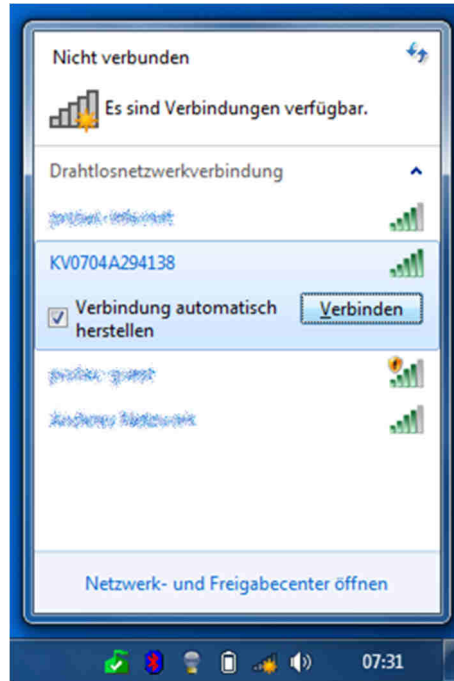 Nicht verbunden
Es sind Verbindungen verfügbar.
Drahtlosnetzwerkverbindung
KV0704A294138
Verbindung automatisch
herstellen
Verbinden
Netzwerk- und Freigabecenter öffnen
07:31